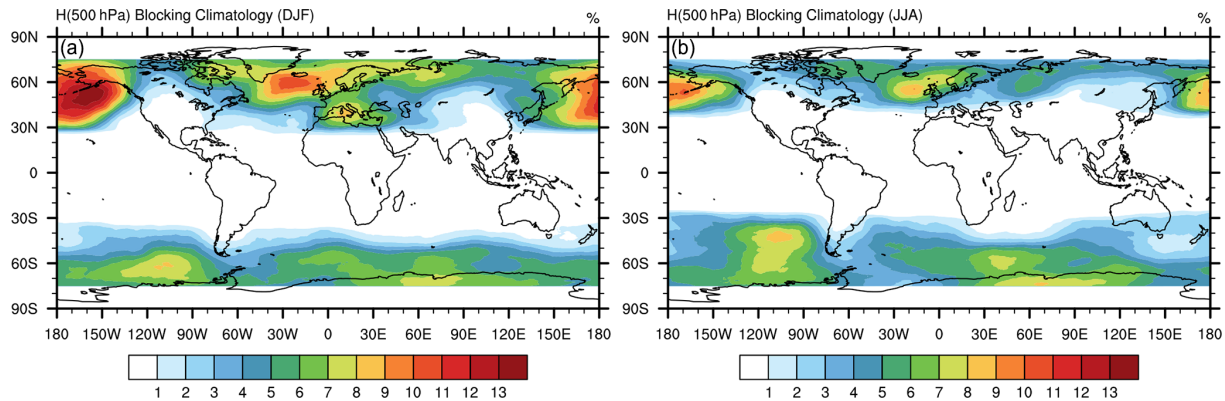 H(500 hPa) Blocking Climatology (DJF) %
(a)
90N
60N
30N
0
30S
60S
90S
180 150W 120W 90W 60W 30W 0 30E 60E 90E 120E 150E 180
1 2 3 4 5 6 7 8 9 10 11 12 13
H(500 hPa) Blocking Climatology (JJA) %
(b)
90N
60N
30N
0
30S
60S
90S
180 150W 120W 90W 60W 30W 0 30E 60E 90E 120E 150E 180
1 2 3 4 5 6 7 8 9 10 11 12 13